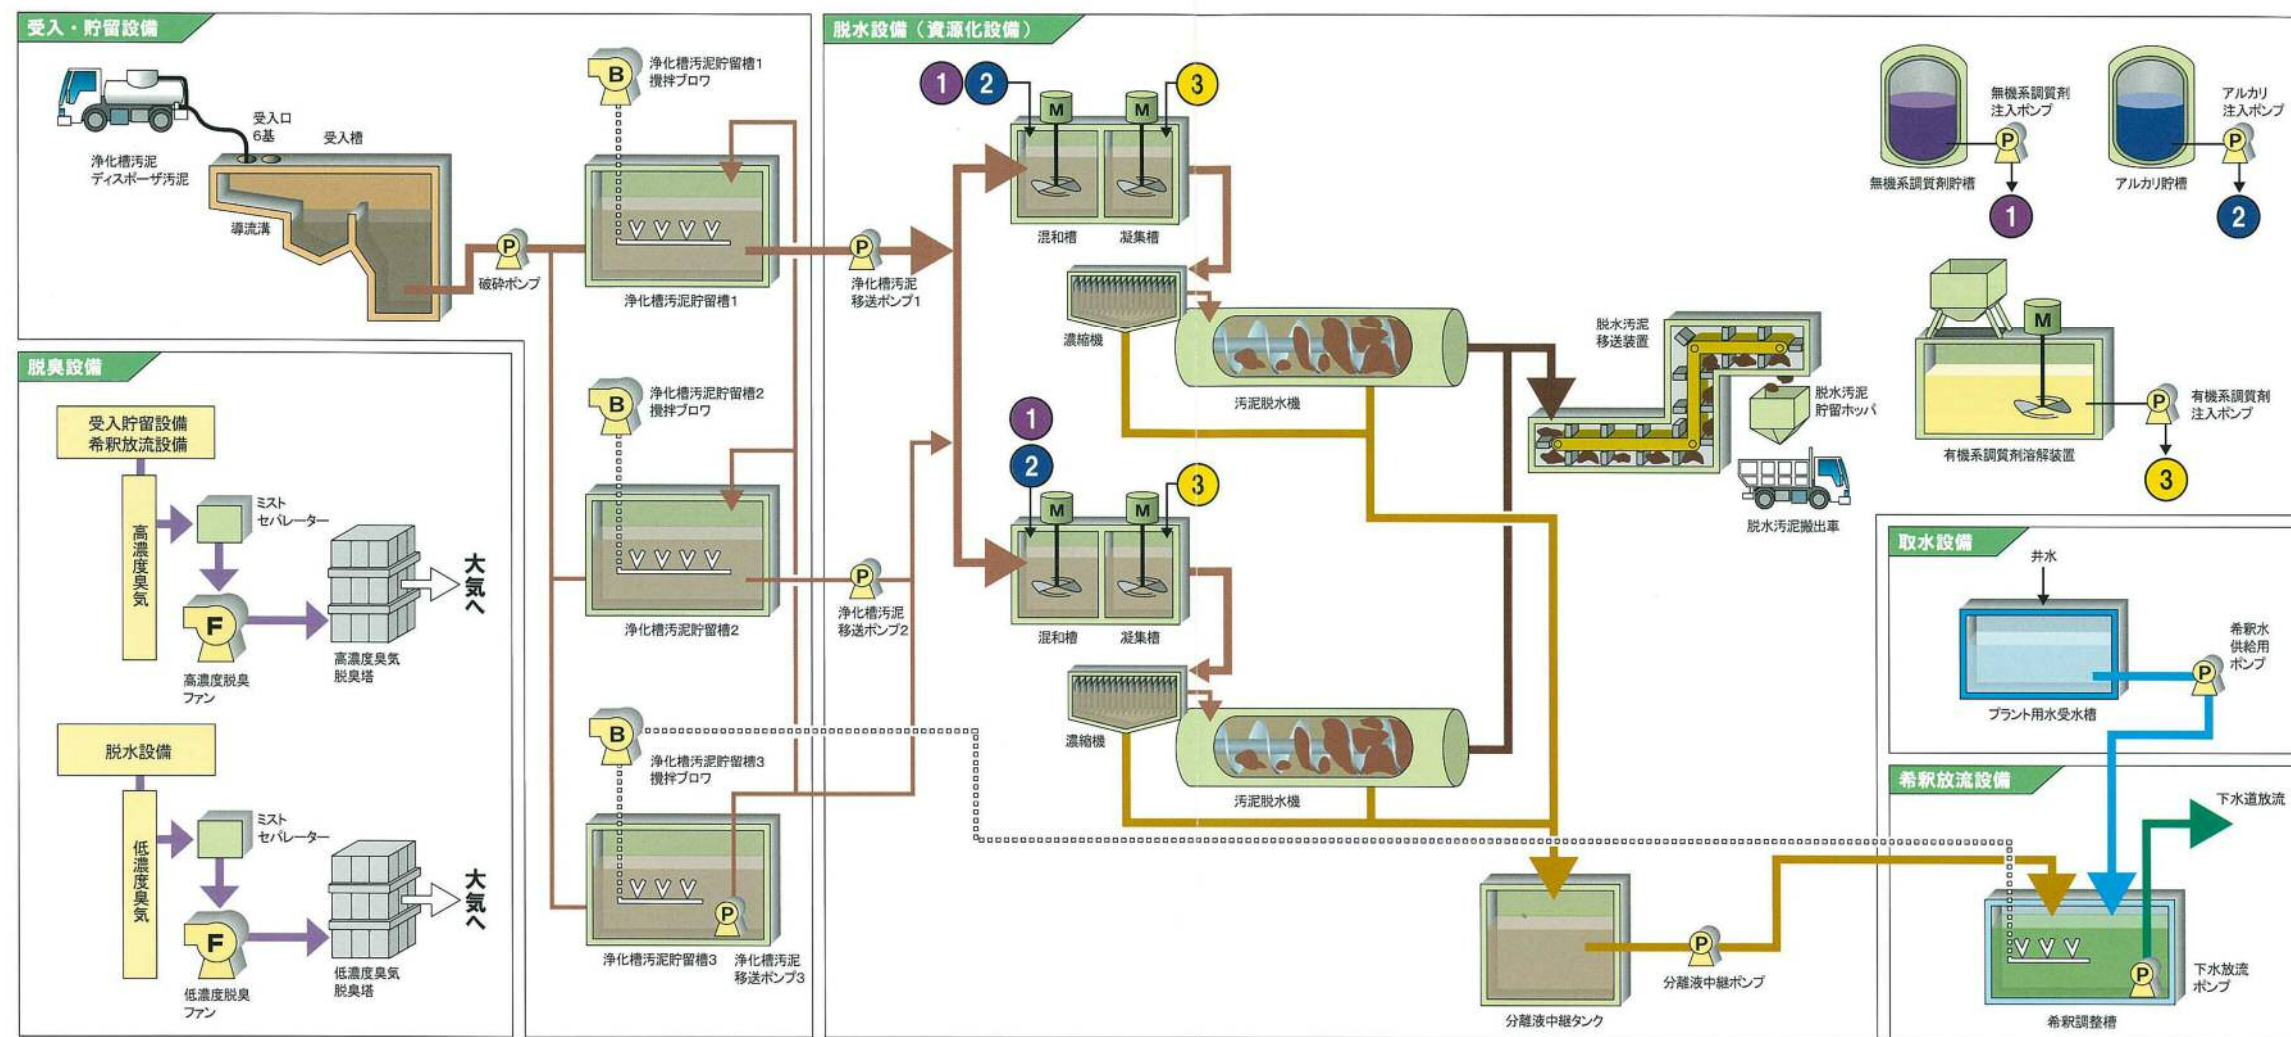 受入・貯留設備
浄化槽汚泥
ディスポーザ汚泥
受入口
6基
受入槽
導流溝
P
破砕ポンプ
B
浄化槽汚泥貯留槽1
攪拌ブロワ
浄化槽汚泥貯留槽1
B
浄化槽汚泥貯留槽2
攪拌ブロワ
浄化槽汚泥貯留槽2
B
浄化槽汚泥貯留槽3
攪拌ブロワ
P
浄化槽汚泥貯留槽3
浄化槽汚泥
移送ポンプ3
脱臭設備
受入貯留設備
希釈放流設備
高濃度臭気
ミスト
セパレーター
F
高濃度脱臭
ファン
高濃度臭気
脱臭塔
大気へ
脱水設備
低濃度臭気
ミスト
セパレーター
F
低濃度脱臭
ファン
低濃度臭気
脱臭塔
大気へ
脱水設備（資源化設備）
P
浄化槽汚泥
移送ポンプ1
P
浄化槽汚泥
移送ポンプ2
1
2
3
M
M
混和槽
凝集槽
濃縮機
汚泥脱水機
1
2
3
M
M
混和槽
凝集槽
濃縮機
汚泥脱水機
脱水汚泥
移送装置
脱水汚泥
貯留ホッパ
脱水汚泥搬出車
無機系調質剤
注入ポンプ
P
無機系調質剤貯槽
1
アルカリ
注入ポンプ
P
アルカリ貯槽
2
M
P
有機系調質剤
注入ポンプ
有機系調質剤溶解装置
3
分離液中継タンク
P
分離液中継ポンプ
取水設備
井水
希釈水
供給用
ポンプ
P
プラント用水受水槽
希釈放流設備
下水道放流
P
下水放流
ポンプ
希釈調整槽